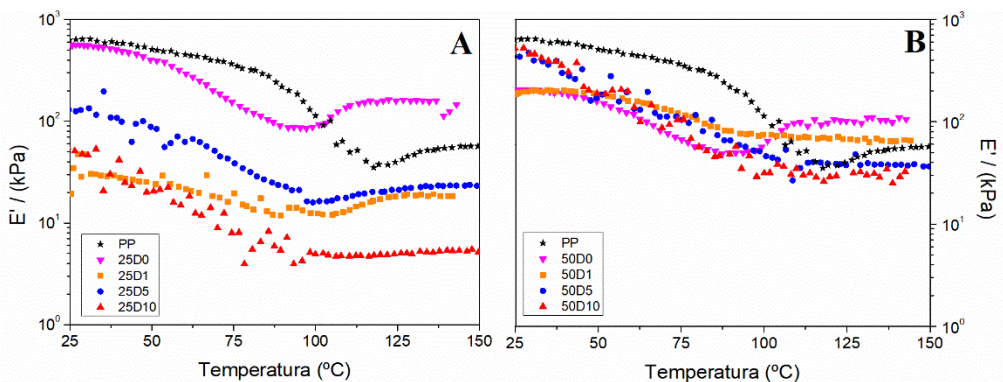 A
E' / (kPa)
10³
10²
10¹
10⁰
PP
25D0
25D1
25D5
25D10
25 50 75 100 125 150
Temperatura (ºC)
B
10³
10²
10¹
10⁰
E' / (kPa)
PP
50D0
50D1
50D5
50D10
25 50 75 100 125 150
Temperatura (ºC)